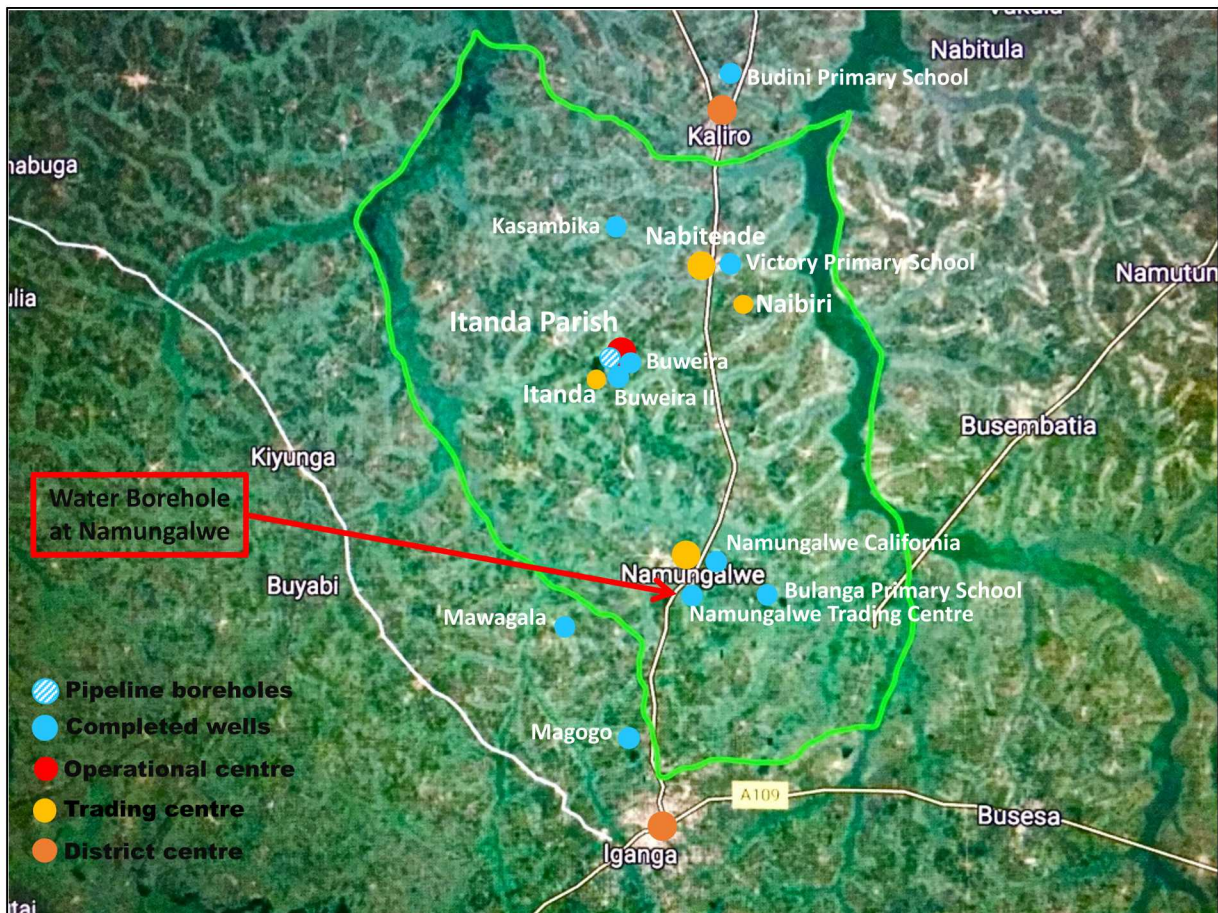 Nabitula
Budini Primary School
Kaliro
Kasambika
Nabitende
Victory Primary School
Namutun
Naibiri
Itanda Parish
Buweira
Itanda
Buweira II
Busembatia
Kiyunga
Water Borehole
at Namungalwe
Namungalwe California
Namungalwe
Buyabi
Bulanga Primary School
Namungalwe Trading Centre
Mawagala
Pipeline boreholes
Completed wells
Magogo
Operational centre
A109
Trading centre
Busesa
District centre
Iganga